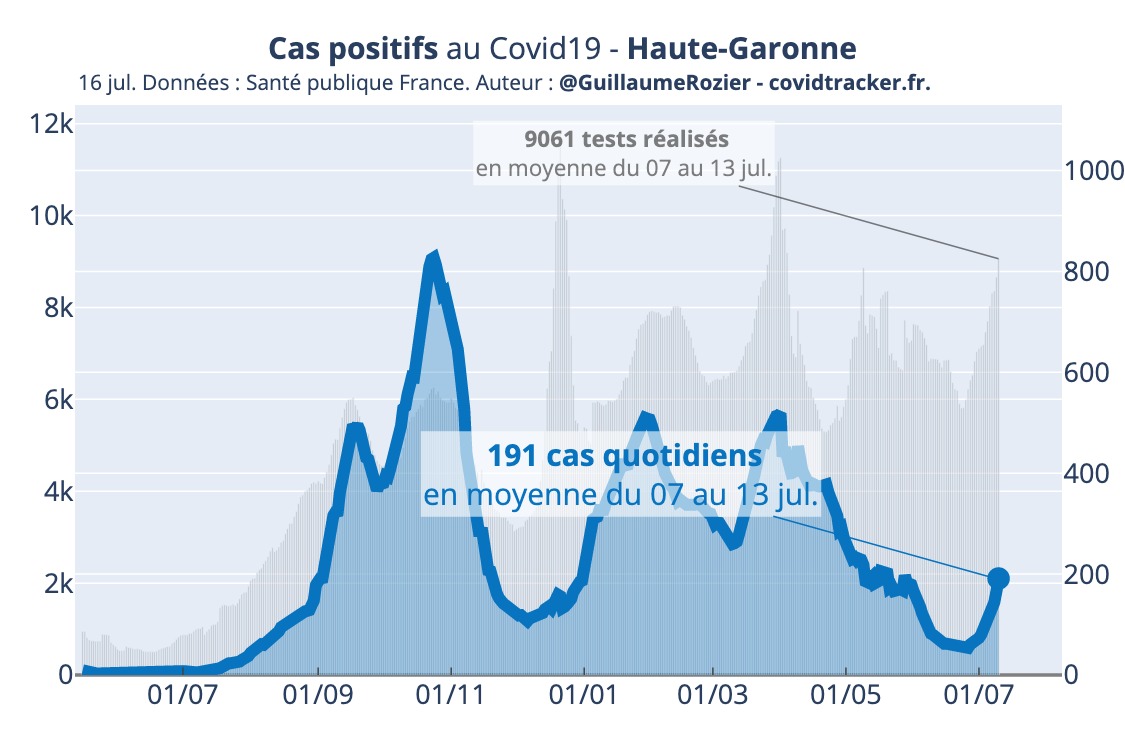 Cas positifs au Covid19 - Haute-Garonne
16 jul. Données : Santé publique France. Auteur : @GuillaumeRozier - covidtracker.fr.
12k
9061 tests réalisés
en moyenne du 07 au 13 jul.
1000
10k
800
8k
600
6k
191 cas quotidiens
400
4k
en moyenne du 07 au 13 jul.
200
2k
0
0
01/07 01/09 01/11 01/01 01/03 01/05 01/07